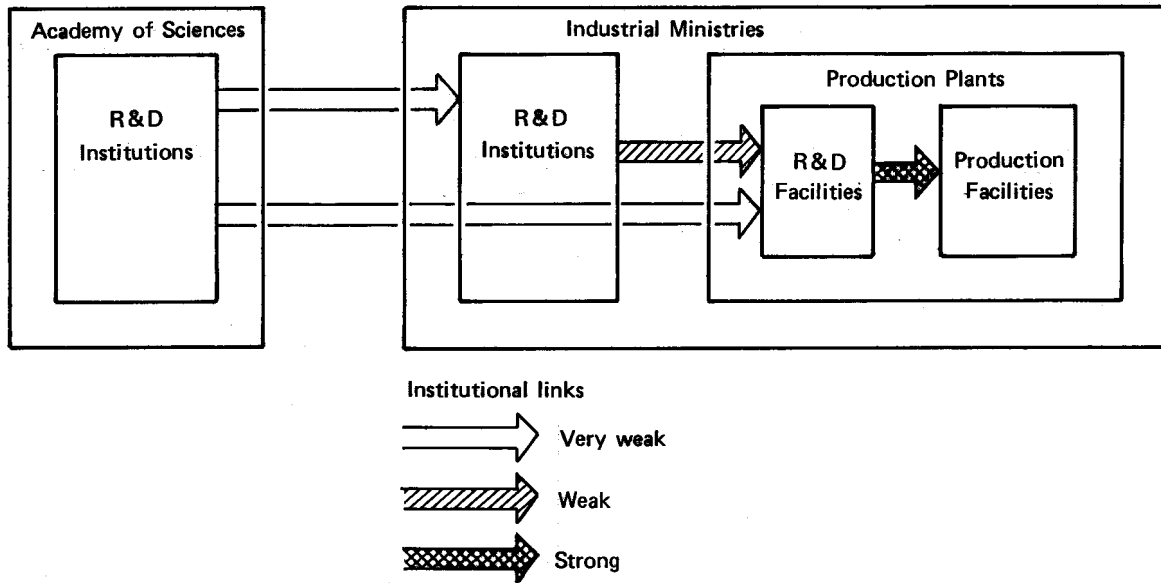 Academy of Sciences
R&D
Institutions
Industrial Ministries
R&D
Institutions
Production Plants
R&D
Facilities
Production
Facilities
Institutional links
Very weak
Weak
Strong